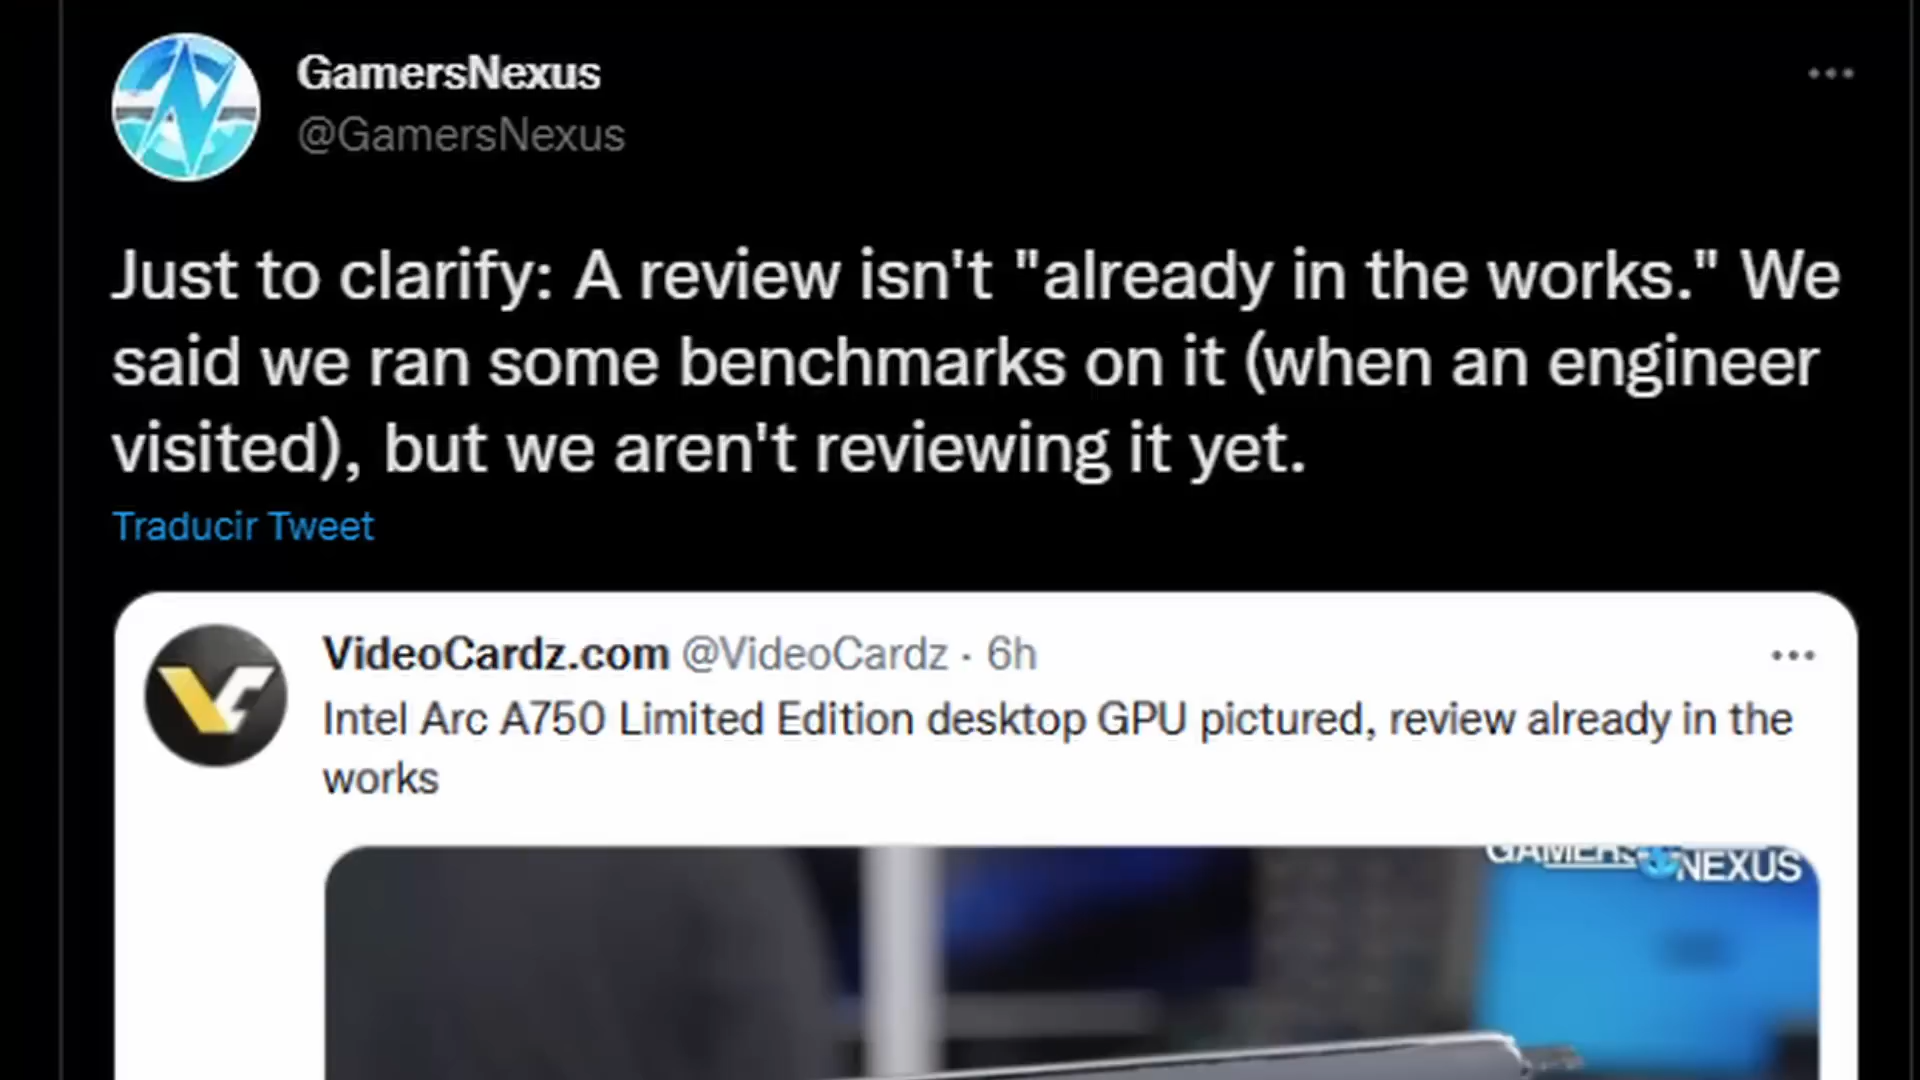 GamersNexus
@GamersNexus
Just to clarify: A review isn't "already in the works." We
said we ran some benchmarks on it (when an engineer
visited), but we aren't reviewing it yet.
Traducir Tweet
VideoCardz.com @VideoCardz · 6h
Intel Arc A750 Limited Edition desktop GPU pictured, review already in the
works
GAMERS NEXUS